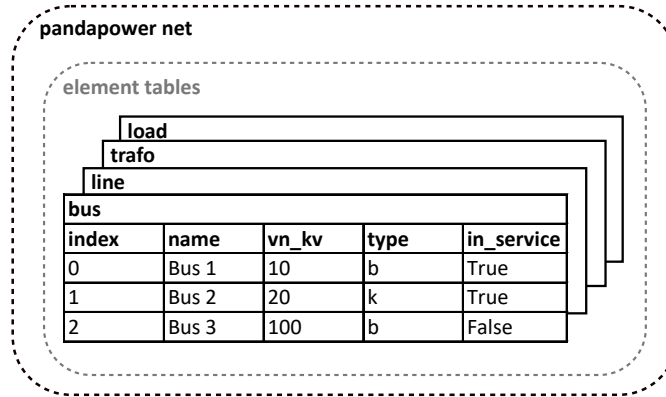 pandapower net
element tables
load
trafo
line
bus
index name vn_kv type in_service
0 Bus 1 10 b True
1 Bus 2 20 k True
2 Bus 3 100 b False